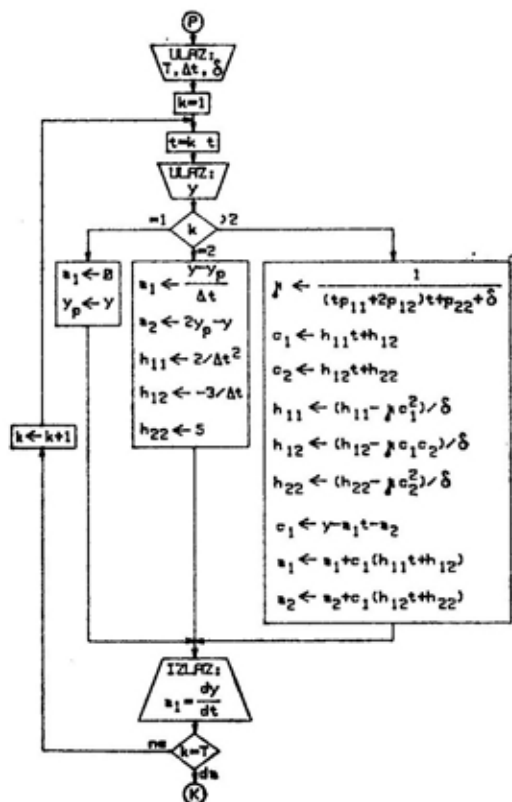 P
ULAZ:
T, Δt, δ
k=1
t=k t
ULAZ:
y
=1
k
>2
=2
a₁ ← 0
yₚ ← y
a₁ ← (y-yₚ)/Δt
a₂ ← 2yₚ-y
h₁₁ ← 2/Δt²
h₁₂ ← -3/Δt
h₂₂ ← 5
μ ← 1/((tp₁₁+2p₁₂)t+p₂₂+δ)
c₁ ← h₁₁t+h₁₂
c₂ ← h₁₂t+h₂₂
h₁₁ ← (h₁₁-μc₁²)/δ
h₁₂ ← (h₁₂-μc₁c₂)/δ
h₂₂ ← (h₂₂-μc₂²)/δ
c₁ ← y-a₁t-a₂
a₁ ← a₁+c₁(h₁₁t+h₁₂)
a₂ ← a₂+c₁(h₁₂t+h₂₂)
k ← k+1
IZLAZ:
a₁ = dy/dt
ne
k=T
da
K